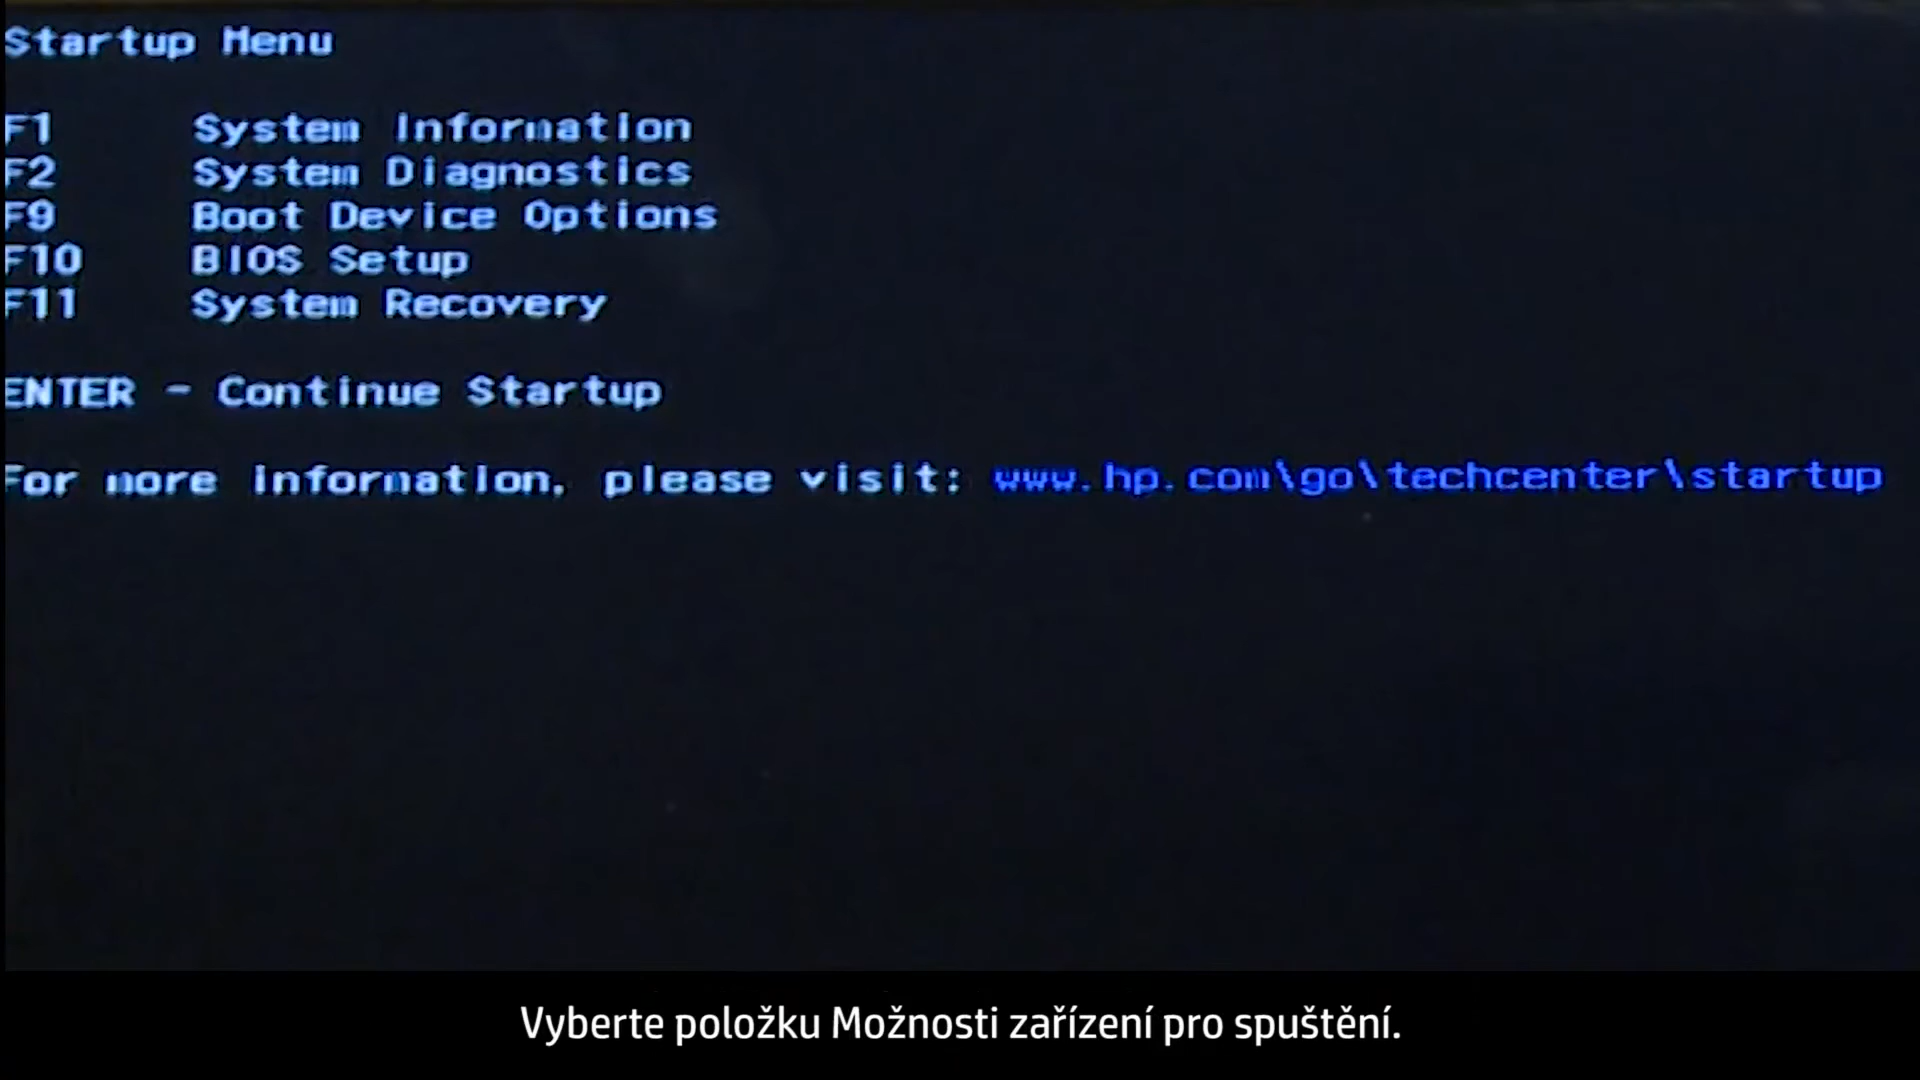 Startup Menu
F1 System Information
F2 System Diagnostics
F9 Boot Device Options
F10 BIOS Setup
F11 System Recovery
ENTER - Continue Startup
For more information, please visit: www.hp.com\go\techcenter\startup
Vyberte položku Možnosti zařízení pro spuštění.